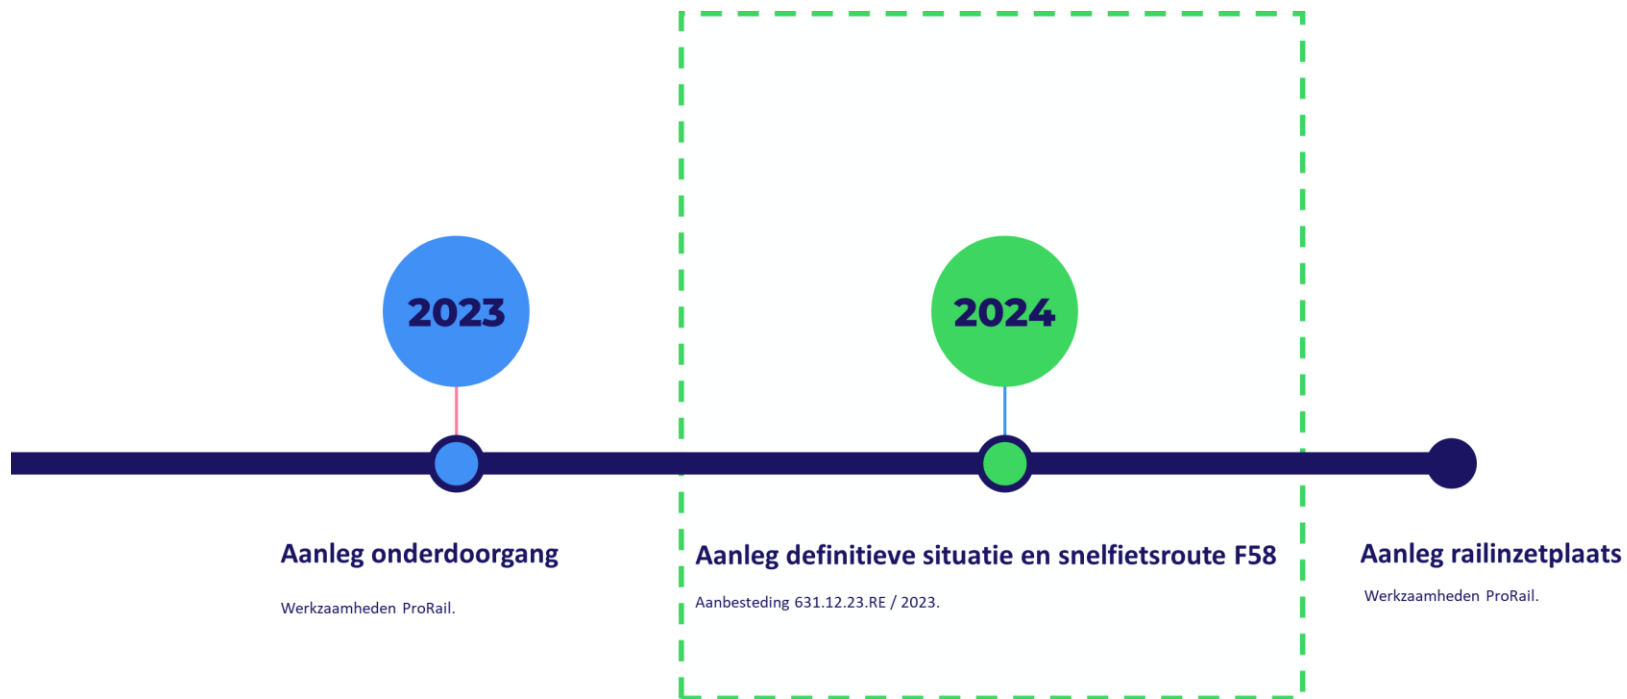 2023
2024
Aanleg onderdoorgang
Werkzaamheden ProRail.
Aanleg definitieve situatie en snelfietsroute F58
Aanbesteding 631.12.23.RE / 2023.
Aanleg railinzetplaats
Werkzaamheden ProRail.